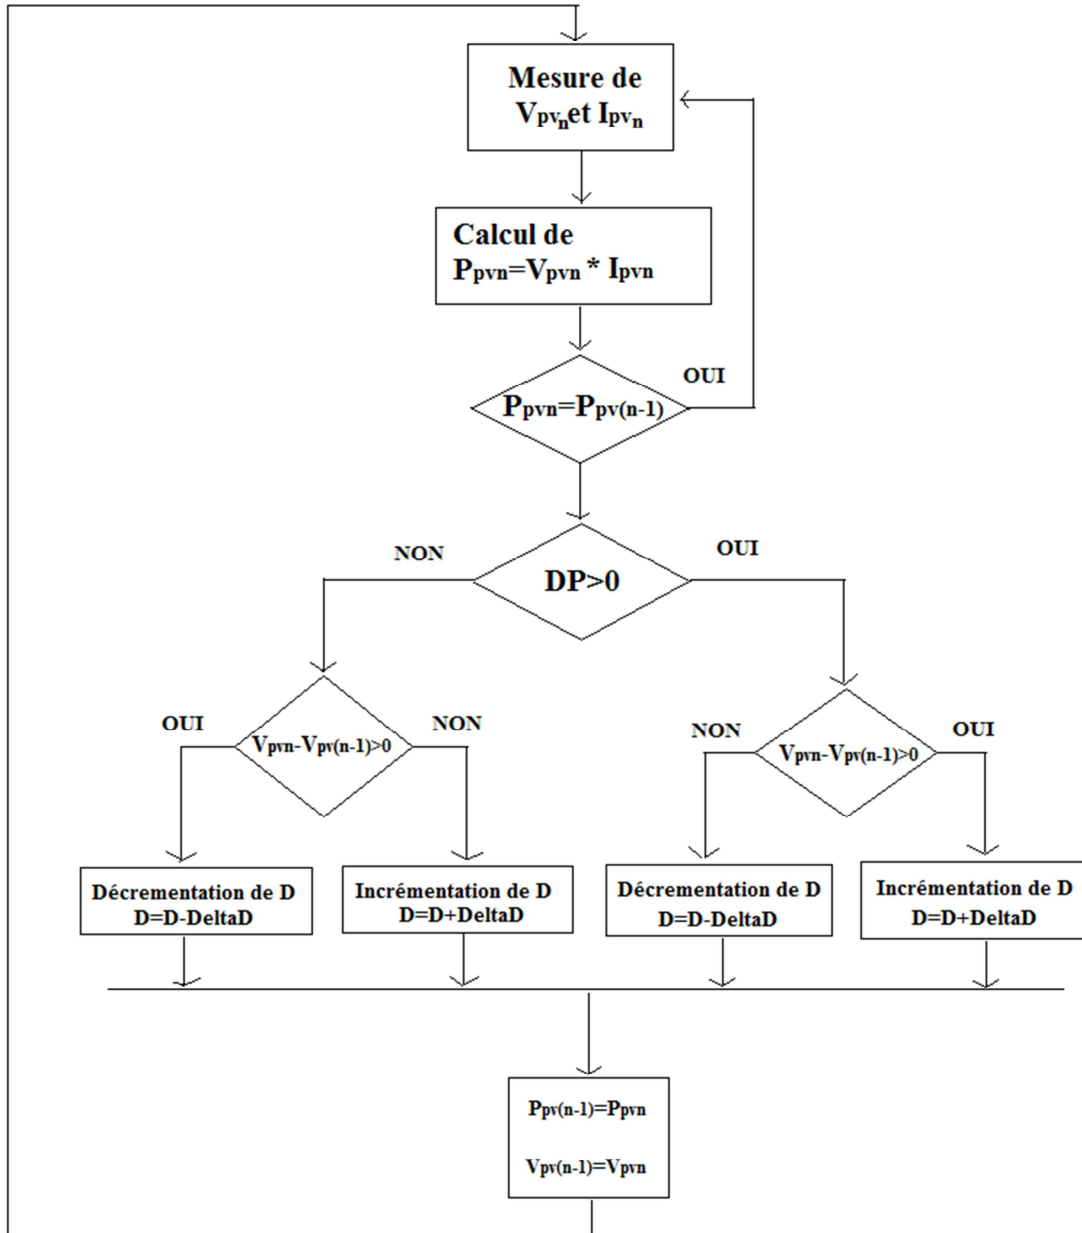 Mesure de
Vpvn et Ipvn
Calcul de
Ppvn=Vpvn * Ipvn
OUI
Ppvn=Ppv(n-1)
NON
OUI
DP>0
OUI
NON
Vpvn-Vpv(n-1)>0
NON
OUI
Vpvn-Vpv(n-1)>0
Décrementation de D
D=D-DeltaD
Incrémentation de D
D=D+DeltaD
Décrementation de D
D=D-DeltaD
Incrémentation de D
D=D+DeltaD
Ppv(n-1)=Ppvn
Vpv(n-1)=Vpvn